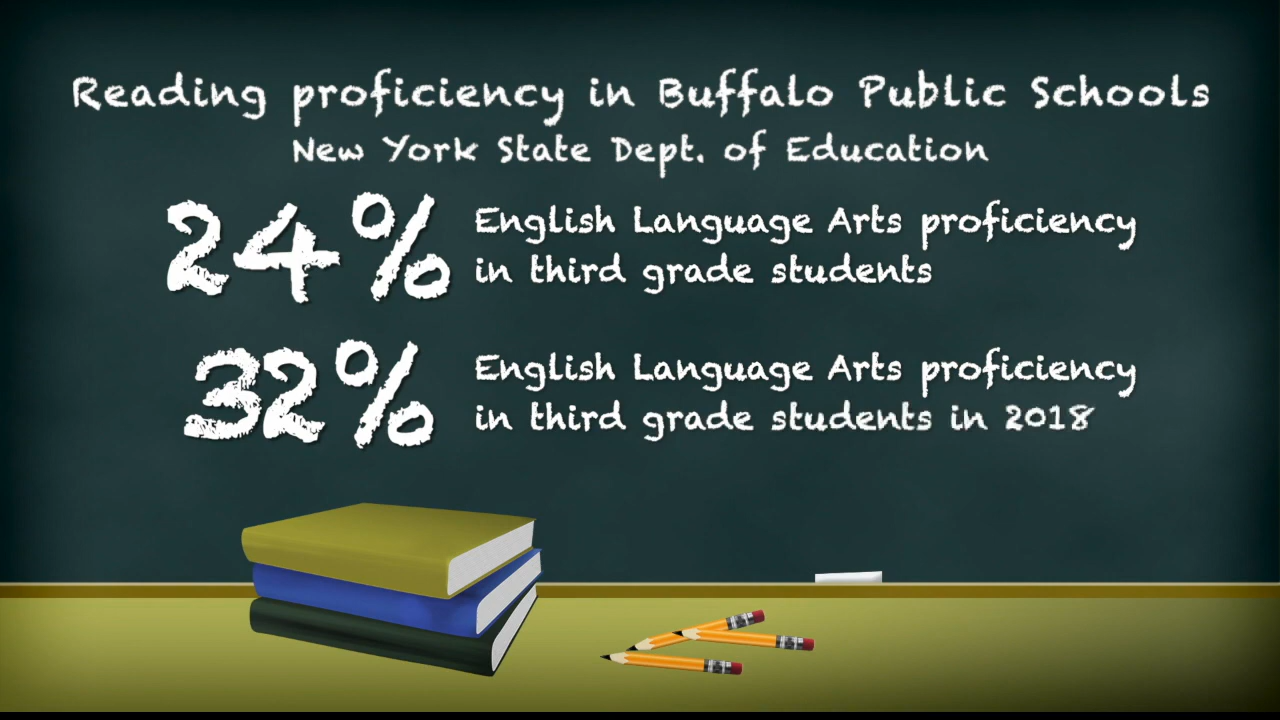 Reading proficiency in Buffalo Public Schools
New York State Dept. of Education
24% English Language Arts proficiency
in third grade students
32% English Language Arts proficiency
in third grade students in 2018